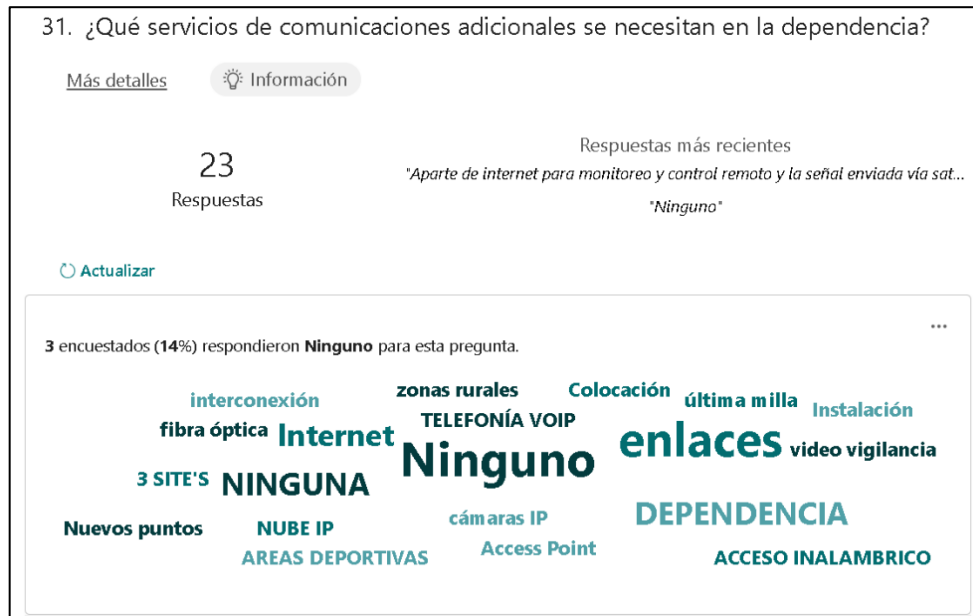 31. ¿Qué servicios de comunicaciones adicionales se necesitan en la dependencia?
Más detalles
Información
23
Respuestas
Respuestas más recientes
"Aparte de internet para monitoreo y control remoto y la señal enviada vía sat...
"Ninguno"
Actualizar
...
3 encuestados (14%) respondieron Ninguno para esta pregunta.
interconexión
zonas rurales
Colocación
última milla
Instalación
fibra óptica
Internet
TELEFONÍA VOIP
Ninguno
enlaces
video vigilancia
3 SITE'S
NINGUNA
Nuevos puntos
NUBE IP
cámaras IP
DEPENDENCIA
AREAS DEPORTIVAS
Access Point
ACCESO INALAMBRICO